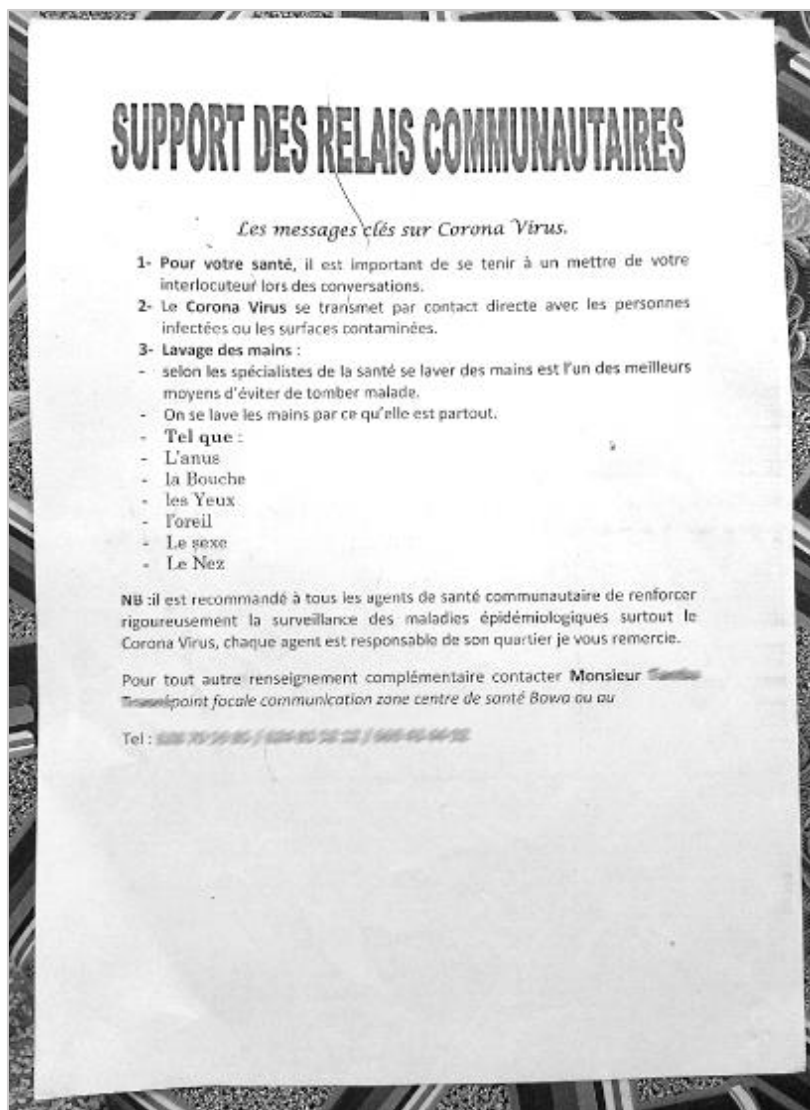 SUPPORT DES RELAIS COMMUNAUTAIRES
Les messages clés sur Corona Virus.
1- Pour votre santé, il est important de se tenir à un mettre de votre
interlocuteur lors des conversations.
2- Le Corona Virus se transmet par contact directe avec les personnes
infectées ou les surfaces contaminées.
3- Lavage des mains :
- selon les spécialistes de la santé se laver des mains est l'un des meilleurs
moyens d'éviter de tomber malade.
- On se lave les mains par ce qu'elle est partout.
- Tel que :
- L'anus
- la Bouche
- les Yeux
- l'oreil
- Le sexe
- Le Nez
NB :il est recommandé à tous les agents de santé communautaire de renforcer
rigoureusement la surveillance des maladies épidémiologiques surtout le
Corona Virus, chaque agent est responsable de son quartier je vous remercie.
Pour tout autre renseignement complémentaire contacter Monsieur
point focale communication zone centre de santé Bowa ou au
Tel :